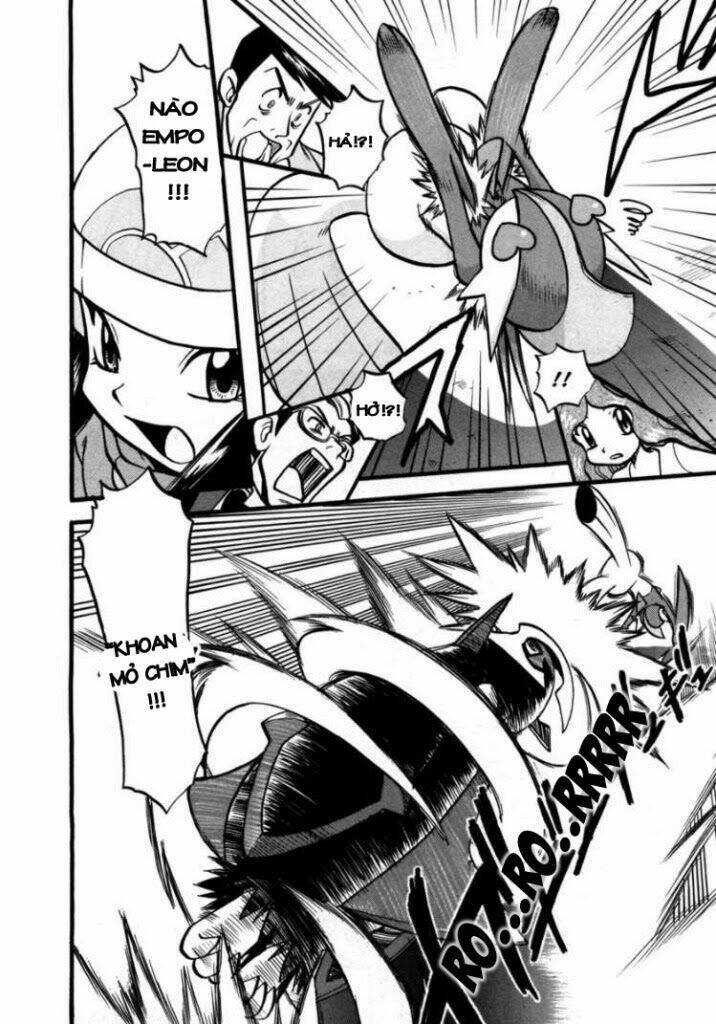 HẢ!?!
NÀO
EMPO
-LEON
!!!
!!
HỞ!?!
"KHOAN
MỎ CHIM"
!!!
RO...RO..RRRRR